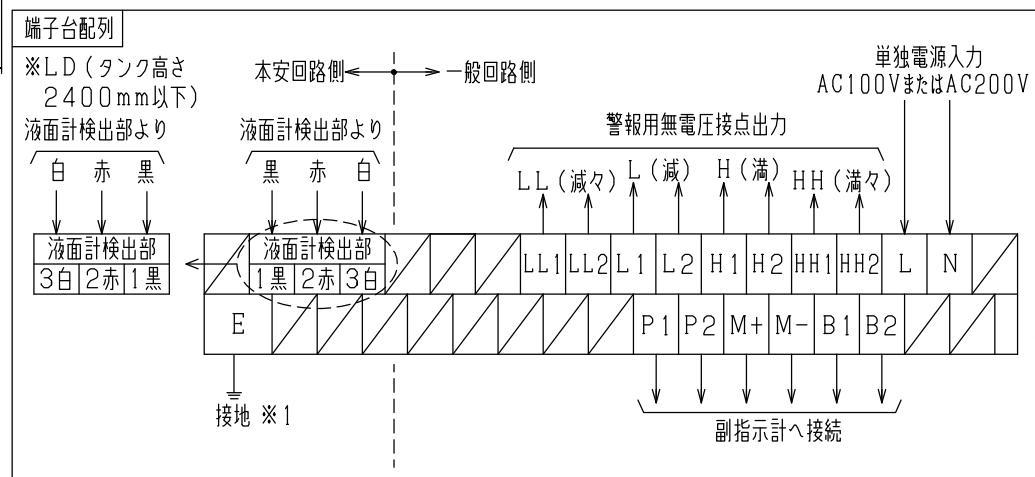 端子台配列
※LD(タンク高さ
2400mm以下)
液面計検出部より
白 赤 黒
液面計検出部
3白 2赤 1黒
本安回路側 一般回路側
液面計検出部より
黒 赤 白
液面計検出部
1黒 2赤 3白
警報用無電圧接点出力
LL(減々) L(減) H(満) HH(満々)
単独電源入力
AC100VまたはAC200V
LL1 LL2 L1 L2 H1 H2 HH1 HH2 L N
E P1 P2 M+ M- B1 B2
接地 ※1
副指示計へ接続